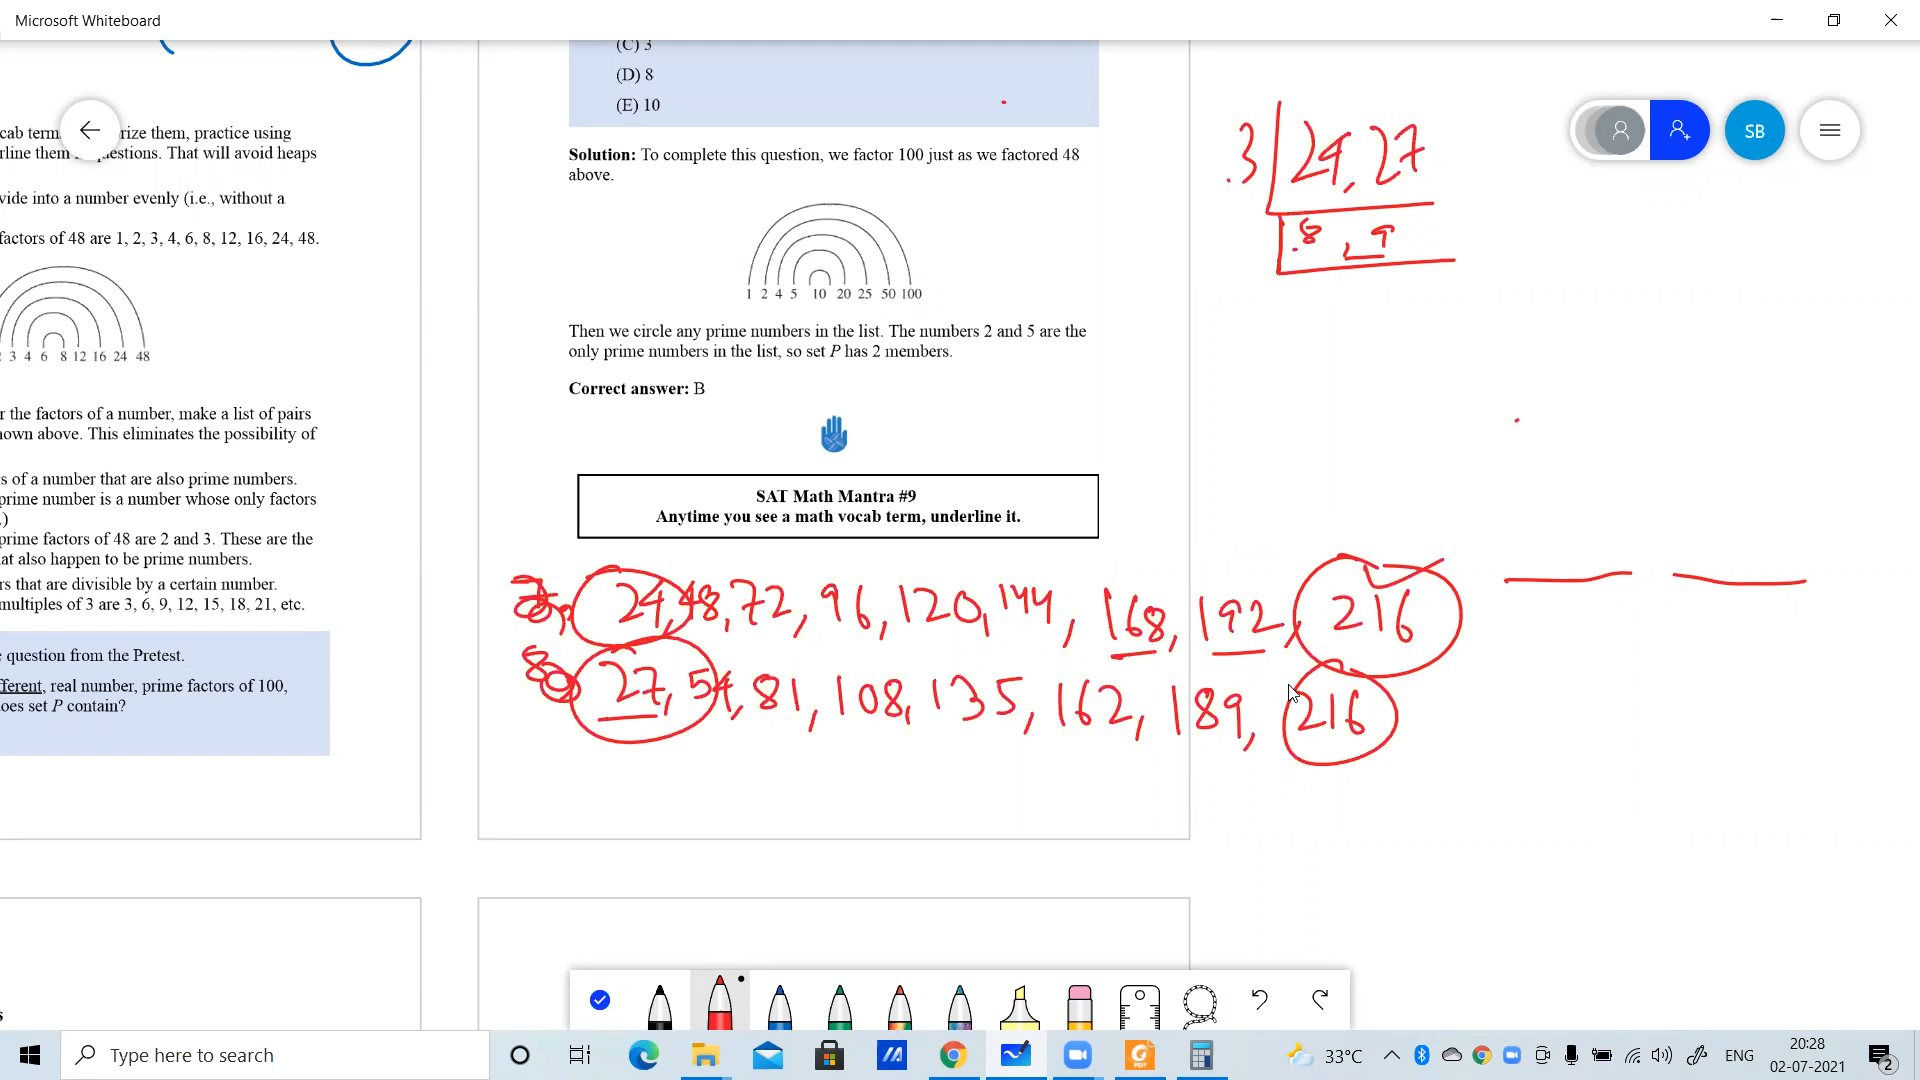 Microsoft Whiteboard
cab term rize them, practice using
rline them estions. That will avoid heaps
vide into a number evenly (i.e., without a
factors of 48 are 1, 2, 3, 4, 6, 8, 12, 16, 24, 48.
3 4 6 8 12 16 24 48
r the factors of a number, make a list of pairs
nown above. This eliminates the possibility of
s of a number that are also prime numbers.
prime number is a number whose only factors
.)
prime factors of 48 are 2 and 3. These are the
at also happen to be prime numbers.
rs that are divisible by a certain number.
multiples of 3 are 3, 6, 9, 12, 15, 18, 21, etc.
e question from the Pretest.
fferent, real number, prime factors of 100,
oes set P contain?
s
(C) 3
(D) 8
(E) 10
Solution: To complete this question, we factor 100 just as we factored 48
above.
1 2 4 5 10 20 25 50 100
Then we circle any prime numbers in the list. The numbers 2 and 5 are the
only prime numbers in the list, so set P has 2 members.
Correct answer: B
SAT Math Mantra #9
Anytime you see a math vocab term, underline it.
24, 48, 72, 96, 120, 144, 168, 192, 216
27, 54, 81, 108, 135, 162, 189, 216
3 24, 27
8, 9
SB
Type here to search
33°C
ENG
20:28
02-07-2021
2